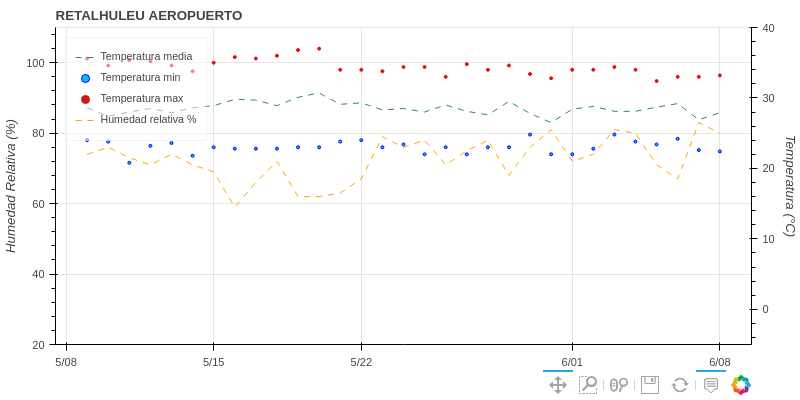 RETALHULEU AEROPUERTO
Humedad Relativa (%)
100
80
60
40
20
Temperatura media
Temperatura min
Temperatura max
Humedad relativa %
40
30
20
10
0
Temperatura (°C)
5/08 5/15 5/22 6/01 6/08